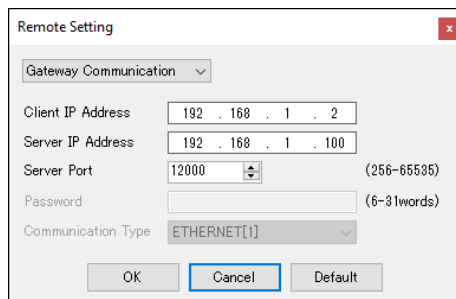 Remote Setting
Gateway Communication
Client IP Address 192 . 168 . 1 . 2
Server IP Address 192 . 168 . 1 . 100
Server Port 12000 (256-65535)
Password (6-31words)
Communication Type ETHERNET[1]
OK Cancel Default